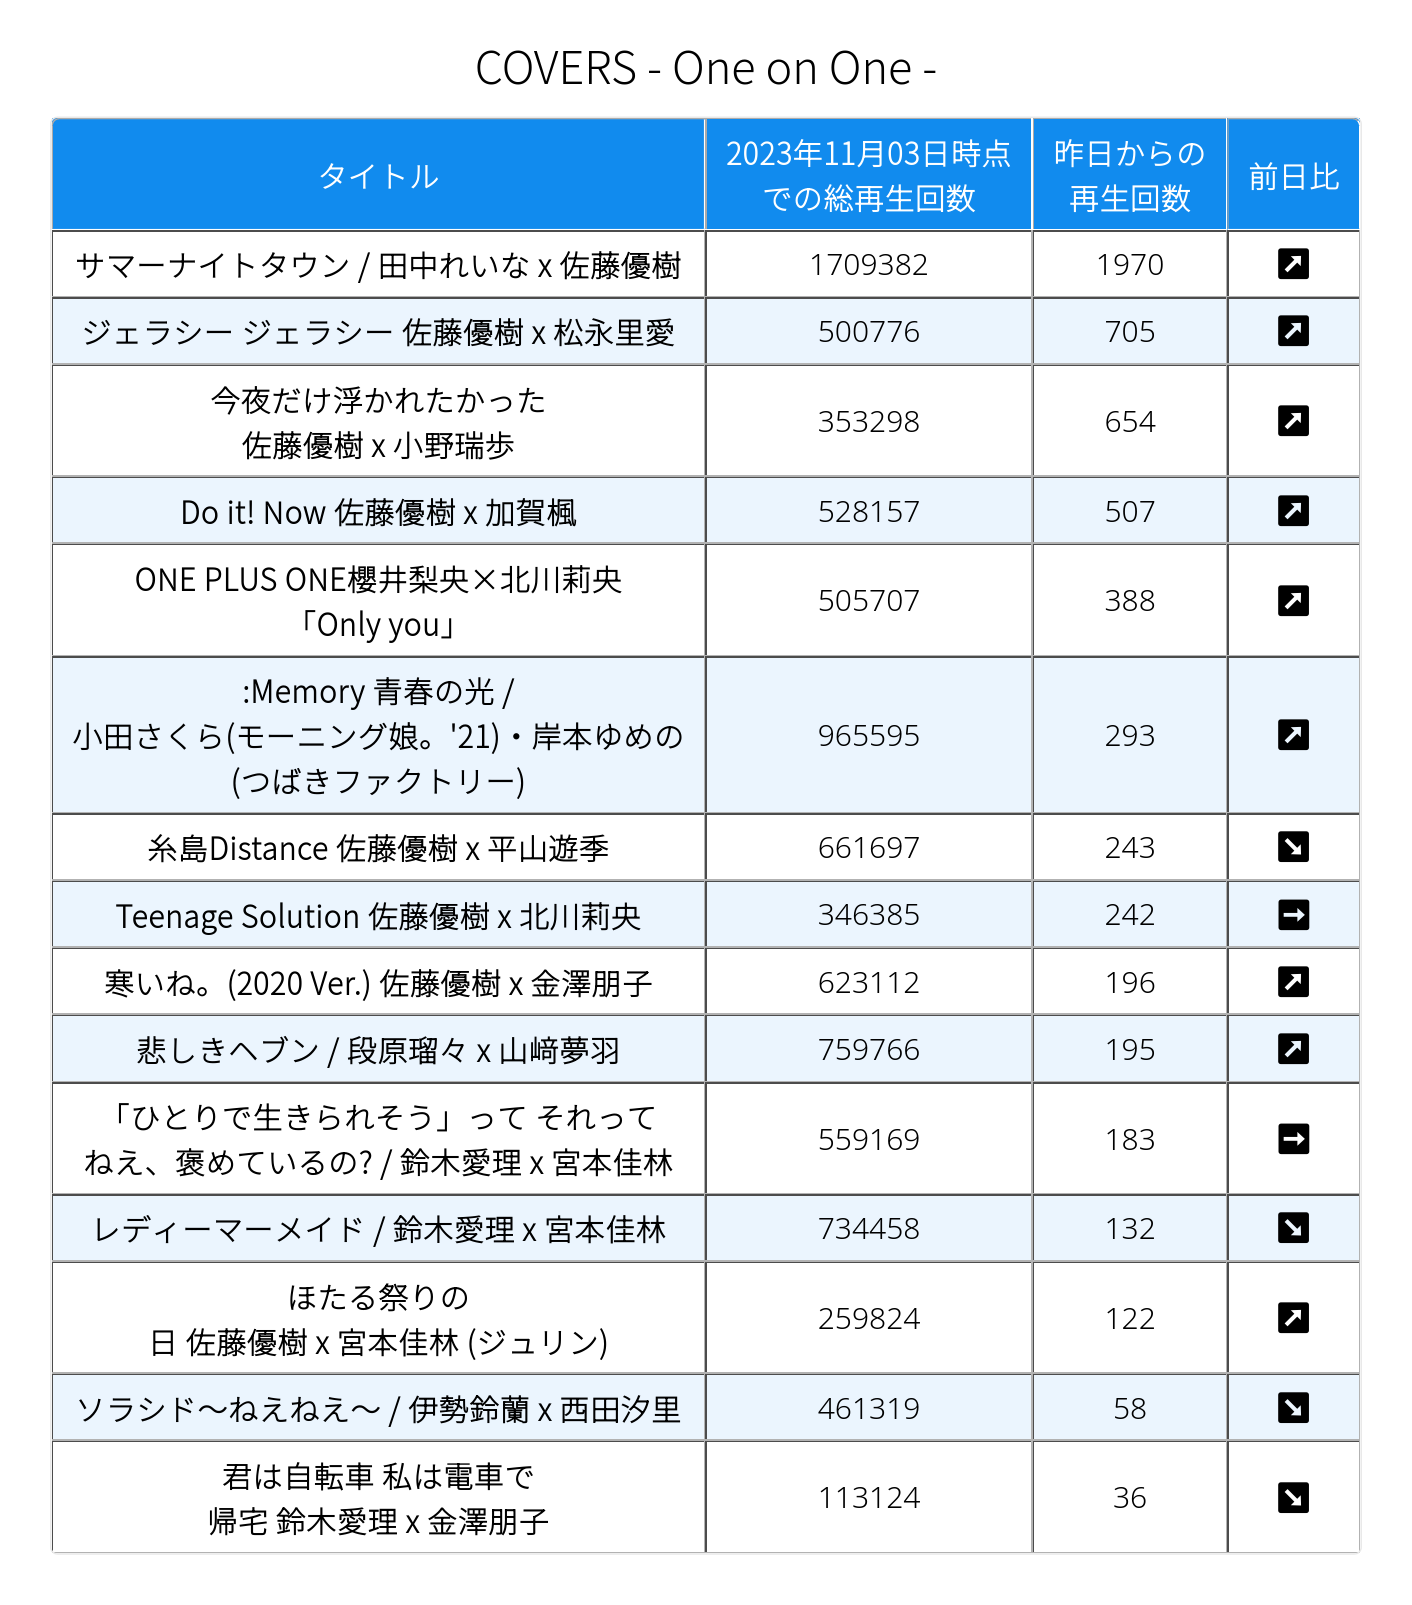 COVERS - One on One -
タイトル
2023年11月03日時点
での総再生回数
昨日からの
再生回数
前日比
サマーナイトタウン / 田中れいな x 佐藤優樹
1709382
1970
ジェラシー ジェラシー 佐藤優樹 x 松永里愛
500776
705
今夜だけ浮かれたかった
佐藤優樹 x 小野瑞歩
353298
654
Do it! Now 佐藤優樹 x 加賀楓
528157
507
ONE PLUS ONE櫻井梨央×北川莉央
「Only you」
505707
388
:Memory 青春の光 /
小田さくら(モーニング娘。'21)・岸本ゆめの
(つばきファクトリー)
965595
293
糸島Distance 佐藤優樹 x 平山遊季
661697
243
Teenage Solution 佐藤優樹 x 北川莉央
346385
242
寒いね。(2020 Ver.) 佐藤優樹 x 金澤朋子
623112
196
悲しきヘブン / 段原瑠々 x 山﨑夢羽
759766
195
「ひとりで生きられそう」って それって
ねえ、褒めているの? / 鈴木愛理 x 宮本佳林
559169
183
レディーマーメイド / 鈴木愛理 x 宮本佳林
734458
132
ほたる祭りの
日 佐藤優樹 x 宮本佳林 (ジュリン)
259824
122
ソラシド〜ねえねえ〜 / 伊勢鈴蘭 x 西田汐里
461319
58
君は自転車 私は電車で
帰宅 鈴木愛理 x 金澤朋子
113124
36